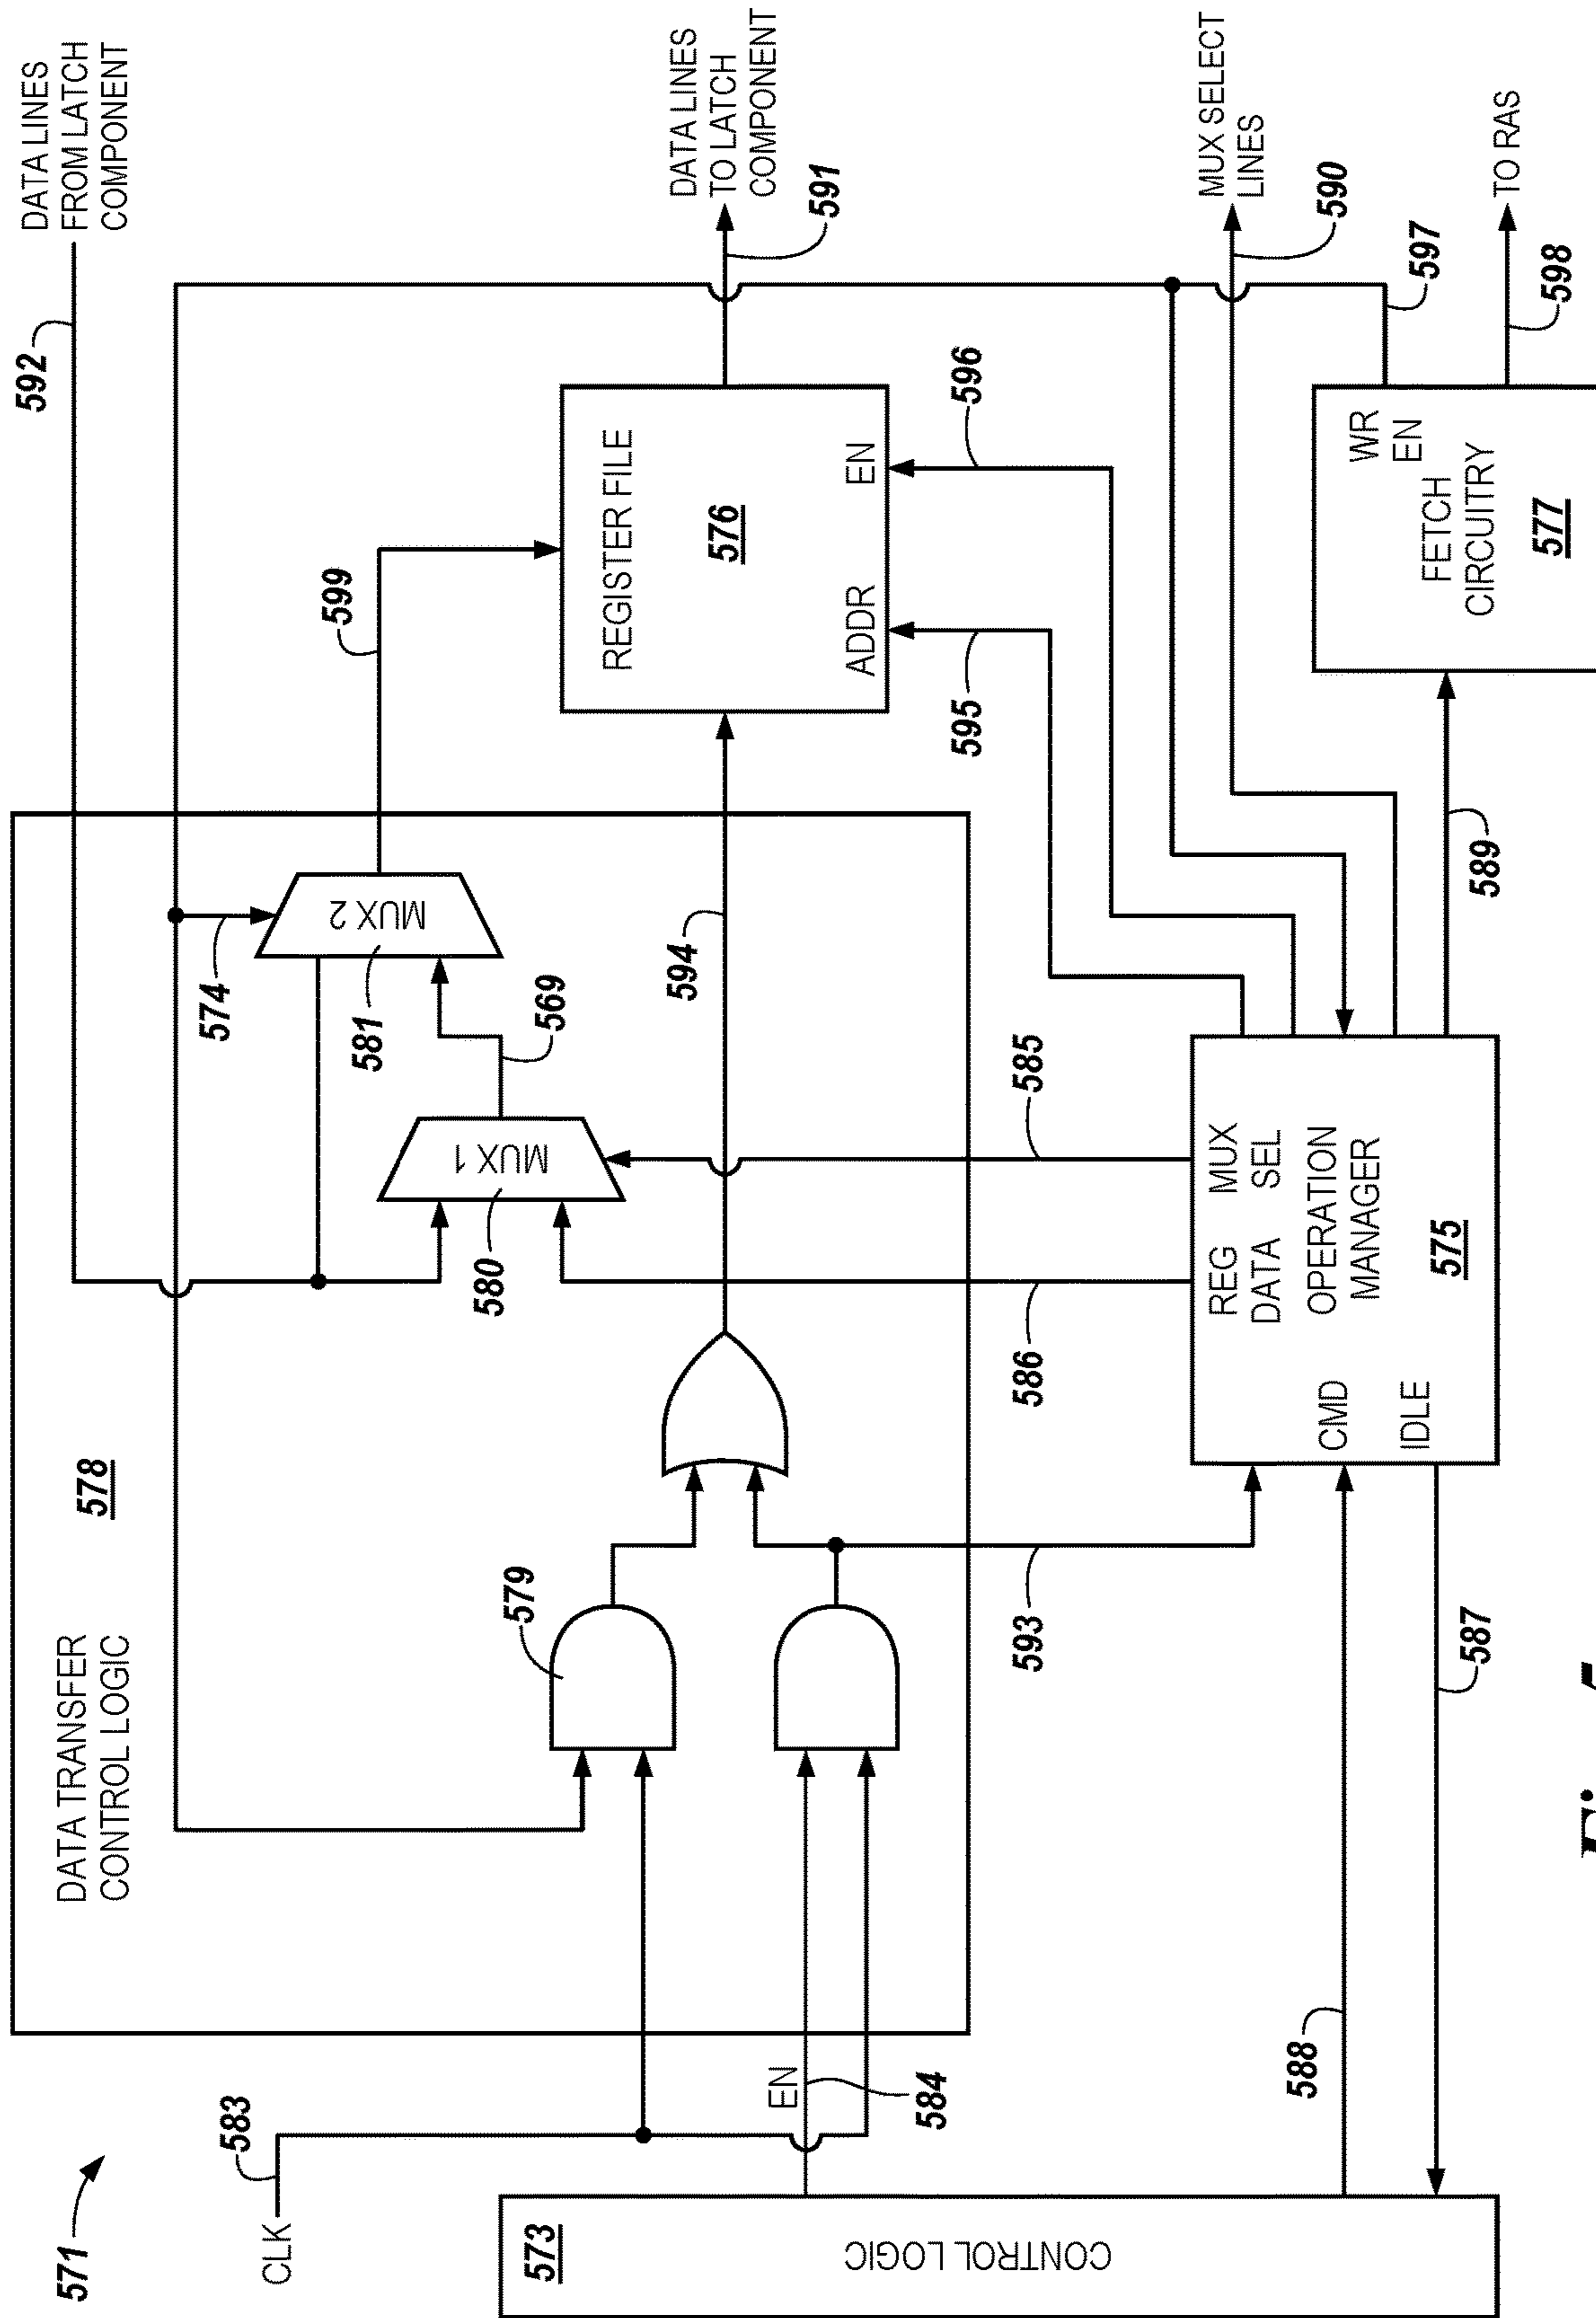 571
CLK
583
DATA TRANSFER
CONTROL LOGIC
578
592
DATA LINES
FROM LATCH
COMPONENT
574
MUX 2
581
599
MUX 1
580
569
579
573
CONTROL LOGIC
EN
584
594
REGISTER FILE
576
ADDR
EN
DATA LINES
TO LATCH
COMPONENT
591
595
596
593
586
585
REG
DATA
MUX
SEL
OPERATION
MANAGER
CMD
IDLE
575
588
587
589
MUX SELECT
LINES
590
WR
EN
FETCH
CIRCUITRY
577
597
TO RAS
598